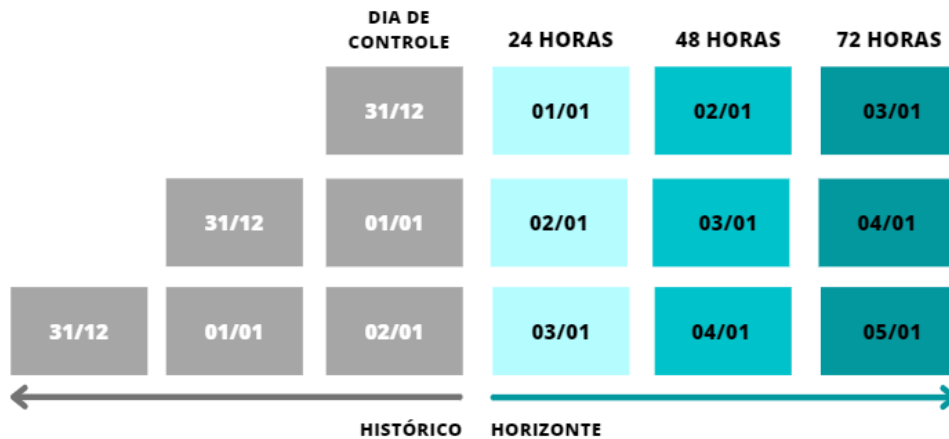 DIA DE
CONTROLE
24 HORAS 48 HORAS 72 HORAS
31/12 01/01 02/01 03/01
31/12 01/01 02/01 03/01 04/01
31/12 01/01 02/01 03/01 04/01 05/01
HISTÓRICO HORIZONTE